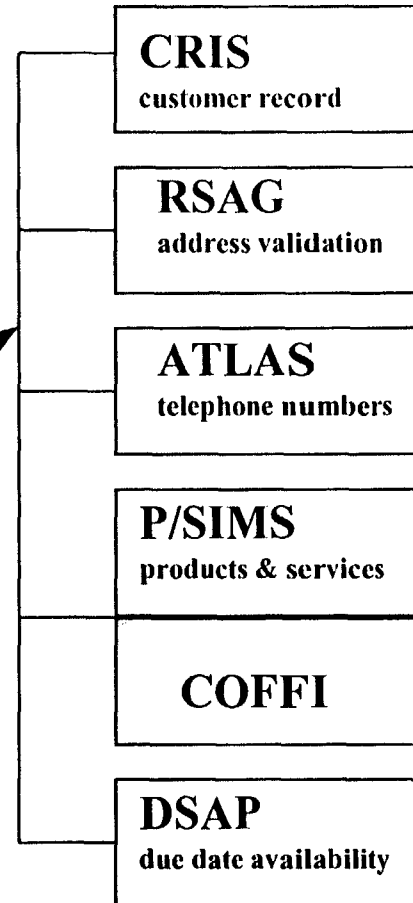 CRIS
customer record
RSAG
address validation
ATLAS
telephone numbers
P/SIMS
products & services
COFFI
DSAP
due date availability